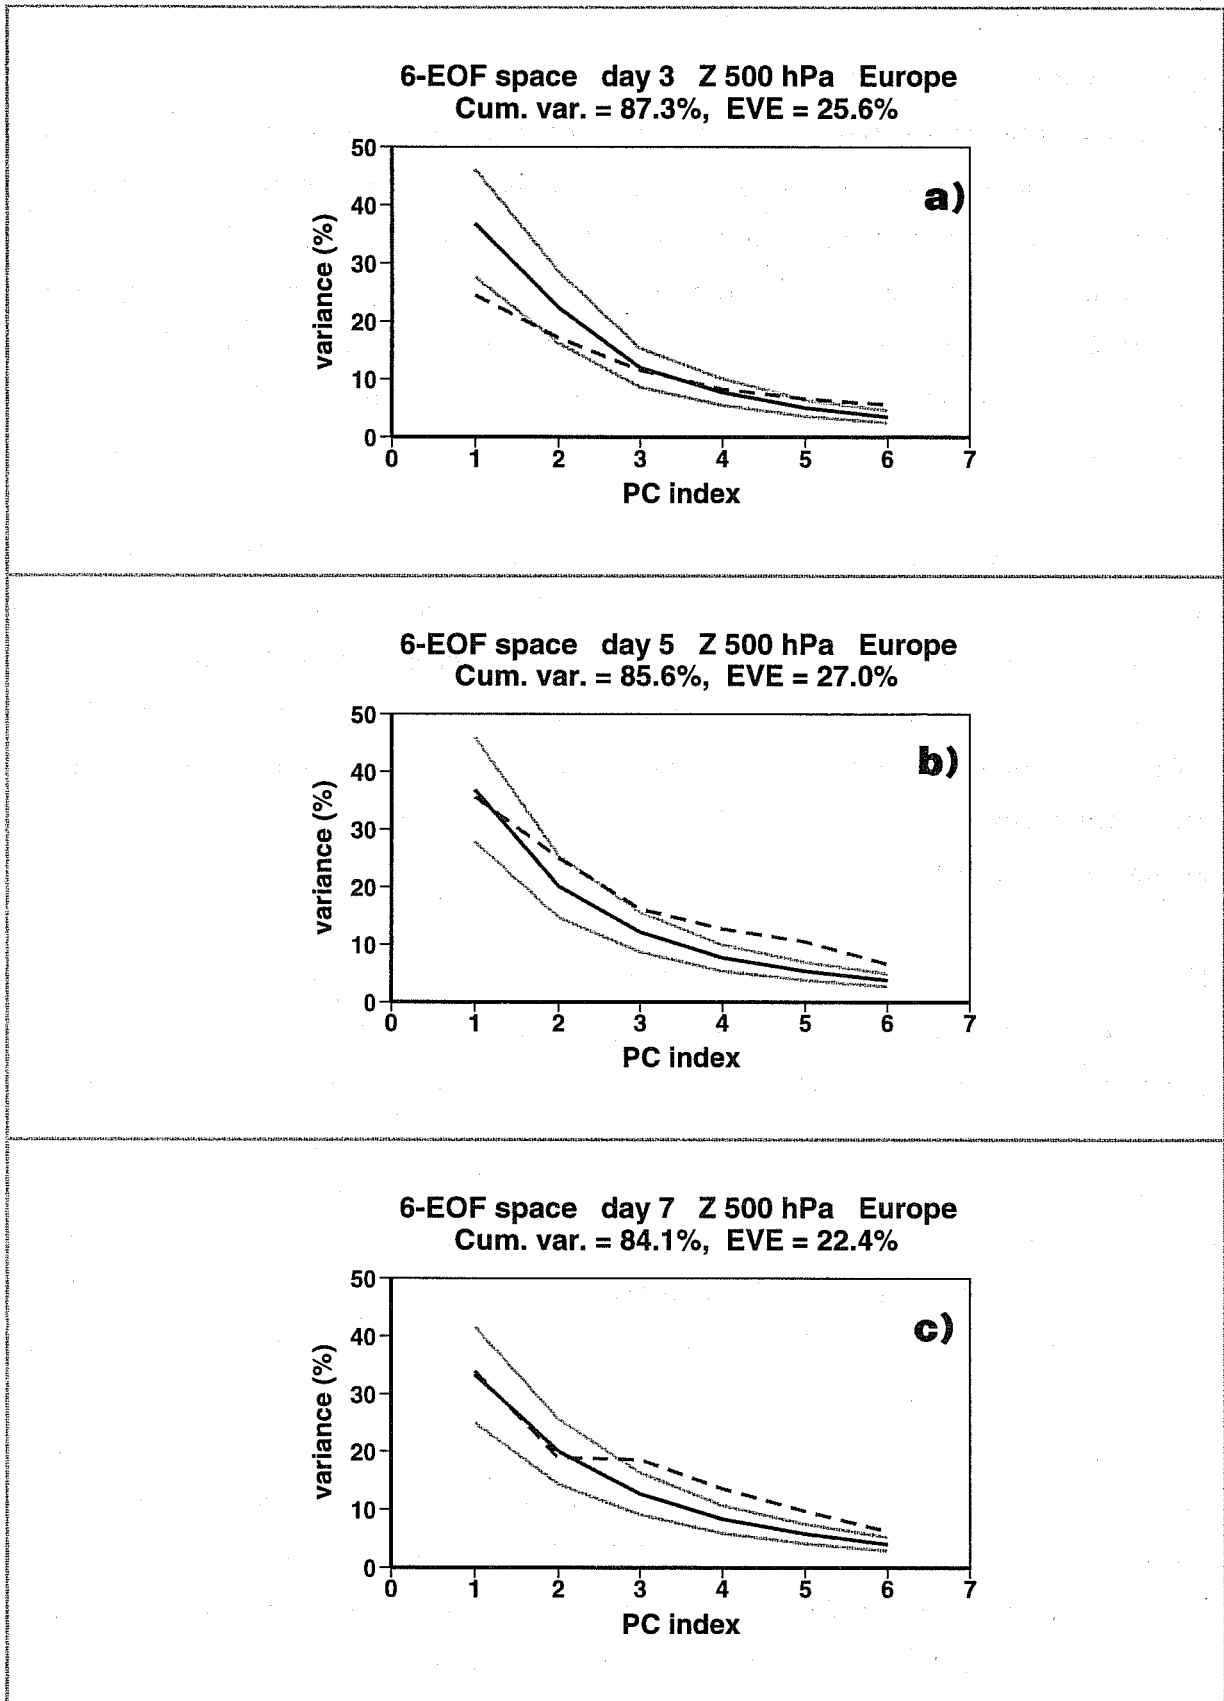 6-EOF space day 3 Z 500 hPa Europe
Cum. var. = 87.3%, EVE = 25.6%
a)
50
40
30
20
10
0
variance (%)
0 1 2 3 4 5 6 7
PC index
6-EOF space day 5 Z 500 hPa Europe
Cum. var. = 85.6%, EVE = 27.0%
b)
50
40
30
20
10
0
variance (%)
0 1 2 3 4 5 6 7
PC index
6-EOF space day 7 Z 500 hPa Europe
Cum. var. = 84.1%, EVE = 22.4%
c)
50
40
30
20
10
0
variance (%)
0 1 2 3 4 5 6 7
PC index